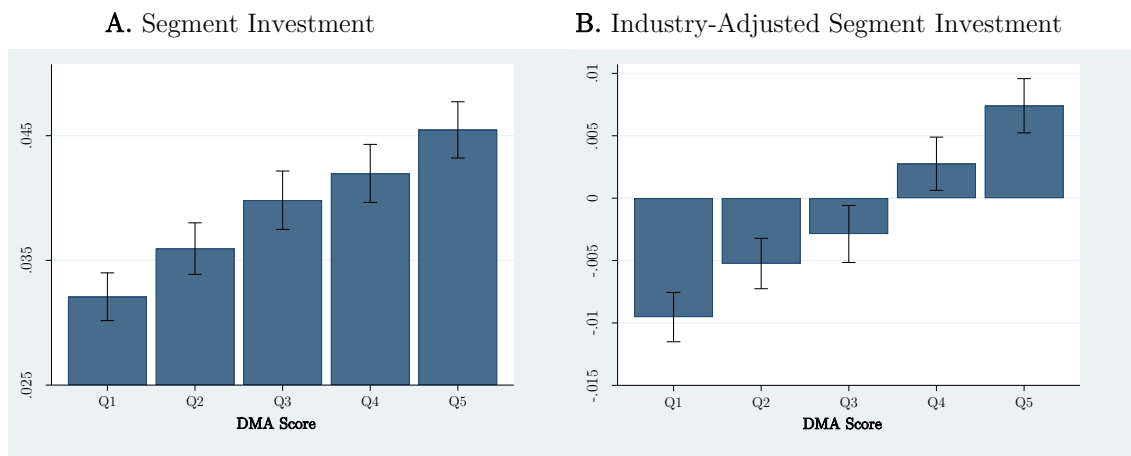 A. Segment Investment
.045
.035
.025
Q1 Q2 Q3 Q4 Q5
DMA Score
B. Industry-Adjusted Segment Investment
.01
.005
0
-.005
-.01
-.015
Q1 Q2 Q3 Q4 Q5
DMA Score